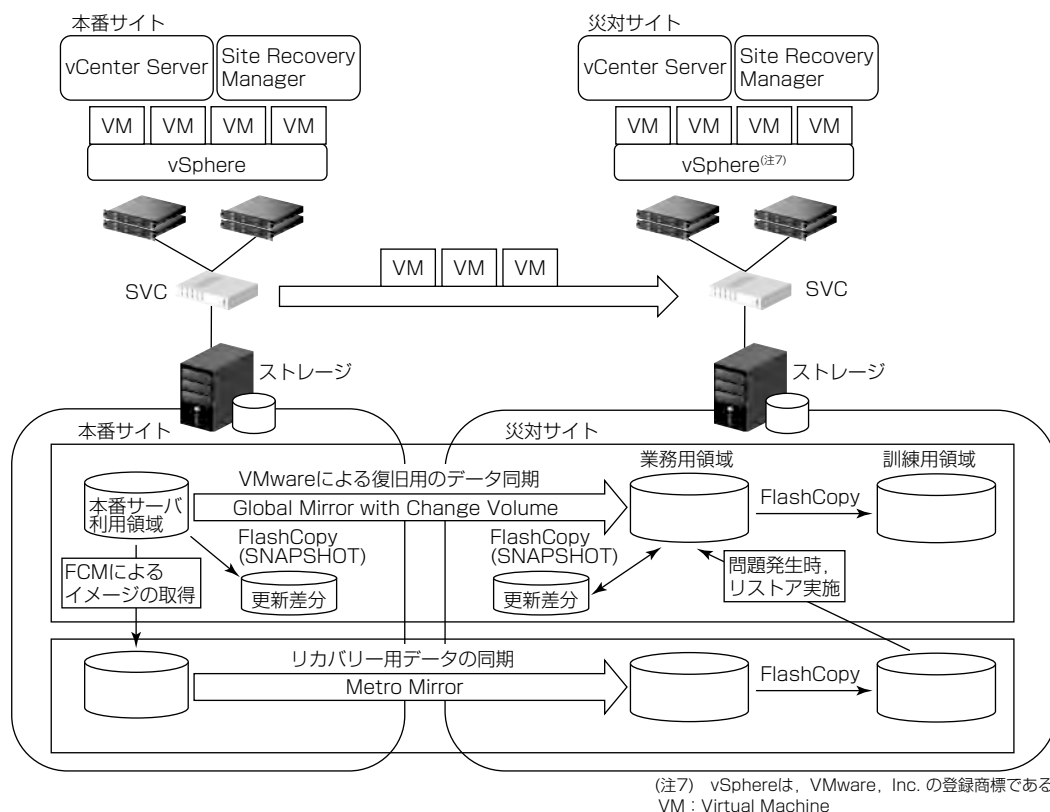 本番サイト
災対サイト
vCenter Server
Site Recovery
Manager
vCenter Server
Site Recovery
Manager
VM
VM
VM
VM
VM
VM
VM
VM
vSphere
vSphere(注7)
VM
VM
VM
SVC
SVC
ストレージ
ストレージ
本番サイト
災対サイト
本番サーバ
利用領域
VMwareによる復旧用のデータ同期
Global Mirror with Change Volume
業務用領域
FlashCopy
訓練用領域
FlashCopy
(SNAPSHOT)
FlashCopy
(SNAPSHOT)
FCMによる
イメージの取得
更新差分
更新差分
問題発生時,
リストア実施
リカバリー用データの同期
Metro Mirror
FlashCopy
(注7) vSphereは,VMware,Inc. の登録商標である
VM:Virtual Machine